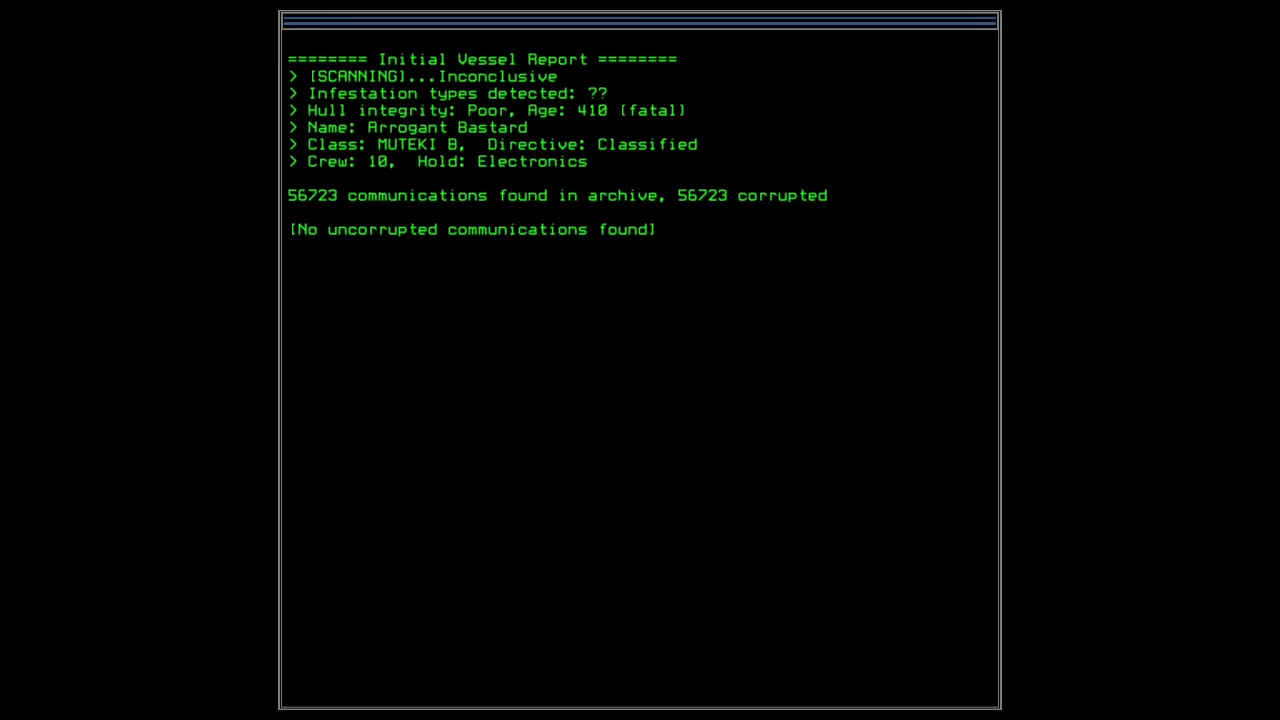 ======== Initial Vessel Report ========
> [SCANNING]...Inconclusive
> Infestation types detected: ??
> Hull integrity: Poor, Age: 410 (fatal)
> Name: Arrogant Bastard
> Class: MUTEKI B,  Directive: Classified
> Crew: 10,  Hold: Electronics
56723 communications found in archive, 56723 corrupted
[No uncorrupted communications found]